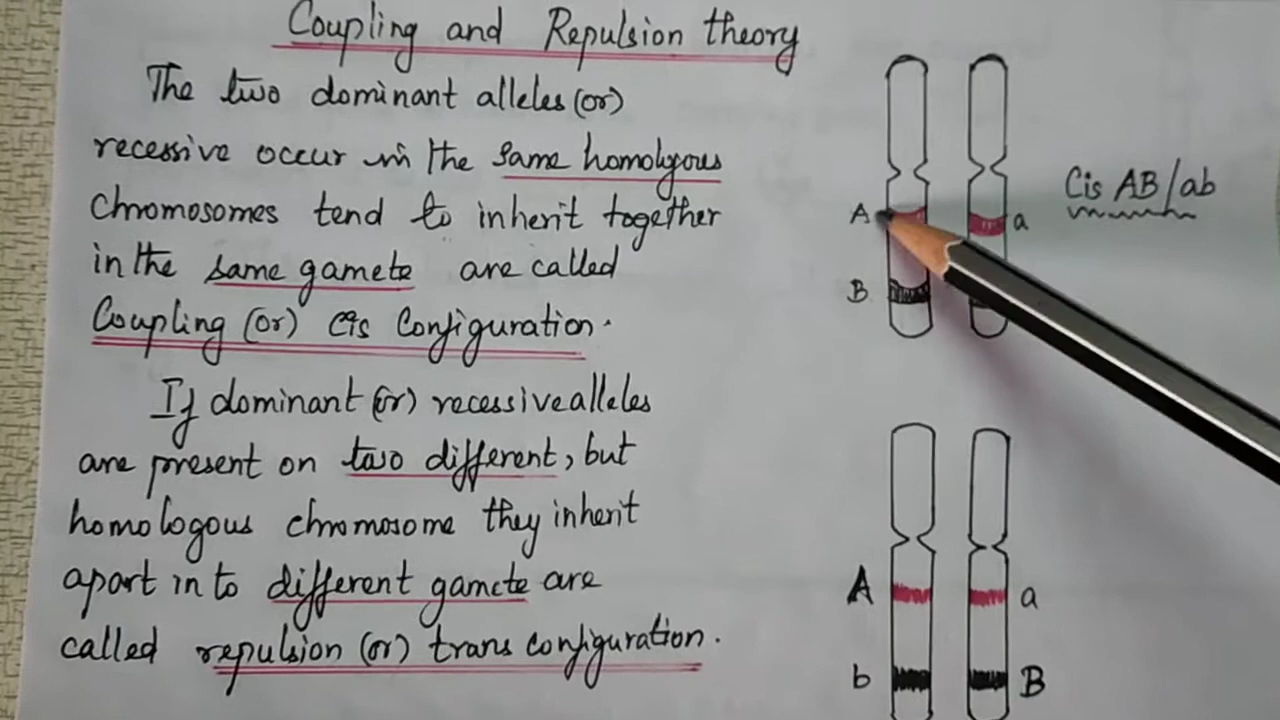 Coupling and Repulsion theory
The two dominant alleles (or)
recessive occur in the same homolgous
chromosomes tend to inherit together
in the same gamete are called
Coupling (or) Cis Configuration.
If dominant (or) recessive alleles
are present on two different, but
homologous chromosome they inherit
apart in to different gamete are
called repulsion (or) trans configuration.
Cis AB/ab
A a
B
A a
b B